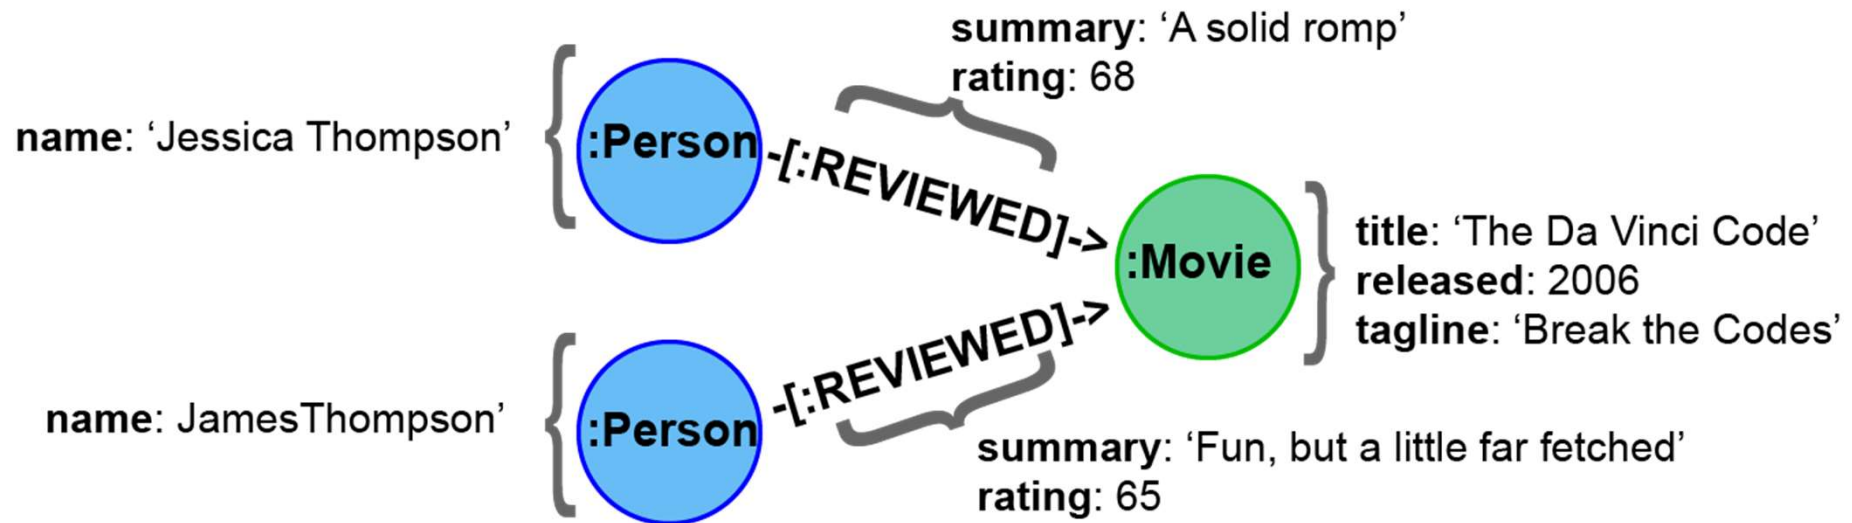 summary: ‘A solid romp’
rating: 68
name: ‘Jessica Thompson’
:Person
-[:REVIEWED]->
:Movie
title: ‘The Da Vinci Code’
released: 2006
tagline: ‘Break the Codes’
-[:REVIEWED]->
name: JamesThompson’
:Person
summary: ‘Fun, but a little far fetched’
rating: 65